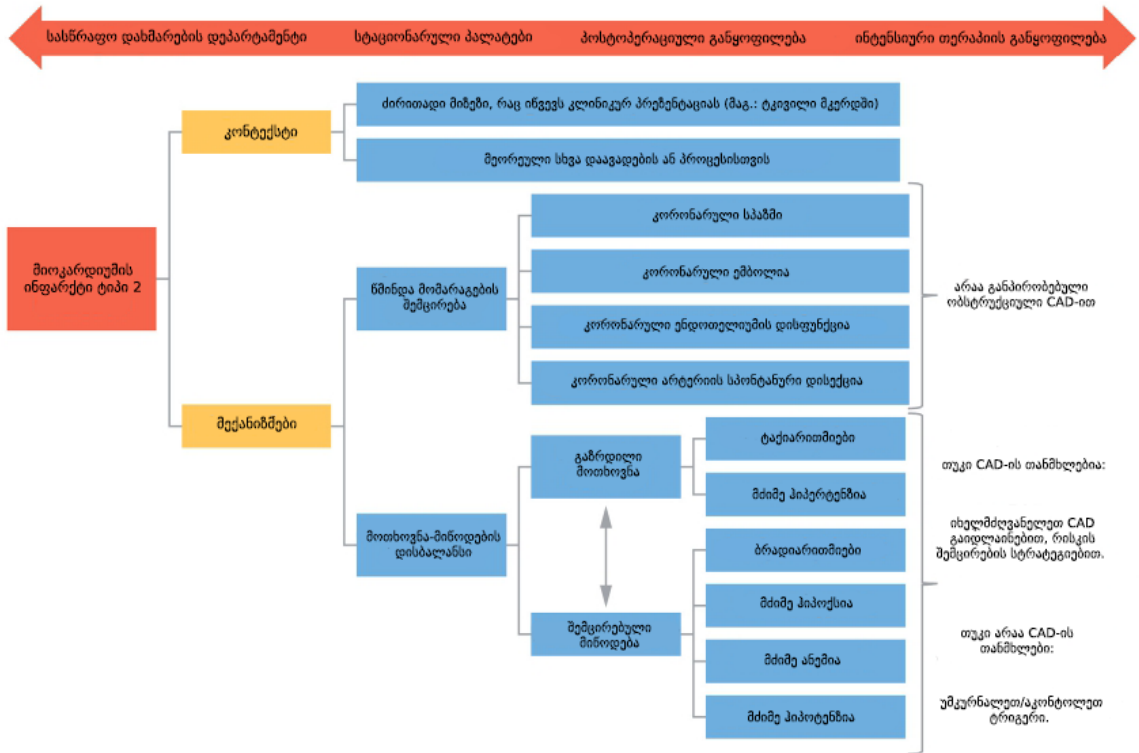 სასწრაფო დახმარების დეპარტამენტი
სტაციონარული პალატები
პოსტოპერაციული განყოფილება
ინტენსიური თერაპიის განყოფილება
მიოკარდიუმის
ინფარქტი ტიპი 2
კონტექსტი
ძირითადი მიზეზი, რაც იწვევს კლინიკურ პრეზენტაციას (მაგ.: ტკივილი მკერდში)
მეორეული სხვა დაავადების ან პროცესისთვის
მექანიზმები
წმინდა მომარაგების
შემცირება
კორონარული სპაზმი
კორონარული ემბოლია
კორონარული ენდოთელიუმის დისფუნქცია
კორონარული არტერიის სპონტანური დისექცია
არაა განპირობებული
ობსტრუქციული CAD-ით
მოთხოვნა-მიწოდების
დისბალანსი
გაზრდილი
მოთხოვნა
ტაქიარითმიები
მძიმე ჰიპერტენზია
შემცირებული
მიწოდება
ბრადიარითმიები
მძიმე ჰიპოქსია
მძიმე ანემია
მძიმე ჰიპოტენზია
თუკი CAD-ის თანმხლებია:
იხელმძღვანელეთ CAD
გაიდლაინებით, რისკის
შემცირების სტრატეგიებით.
თუკი არაა CAD-ის
თანმხლები:
უმკურნალეთ/აკონტოლეთ
ტრიგერი.